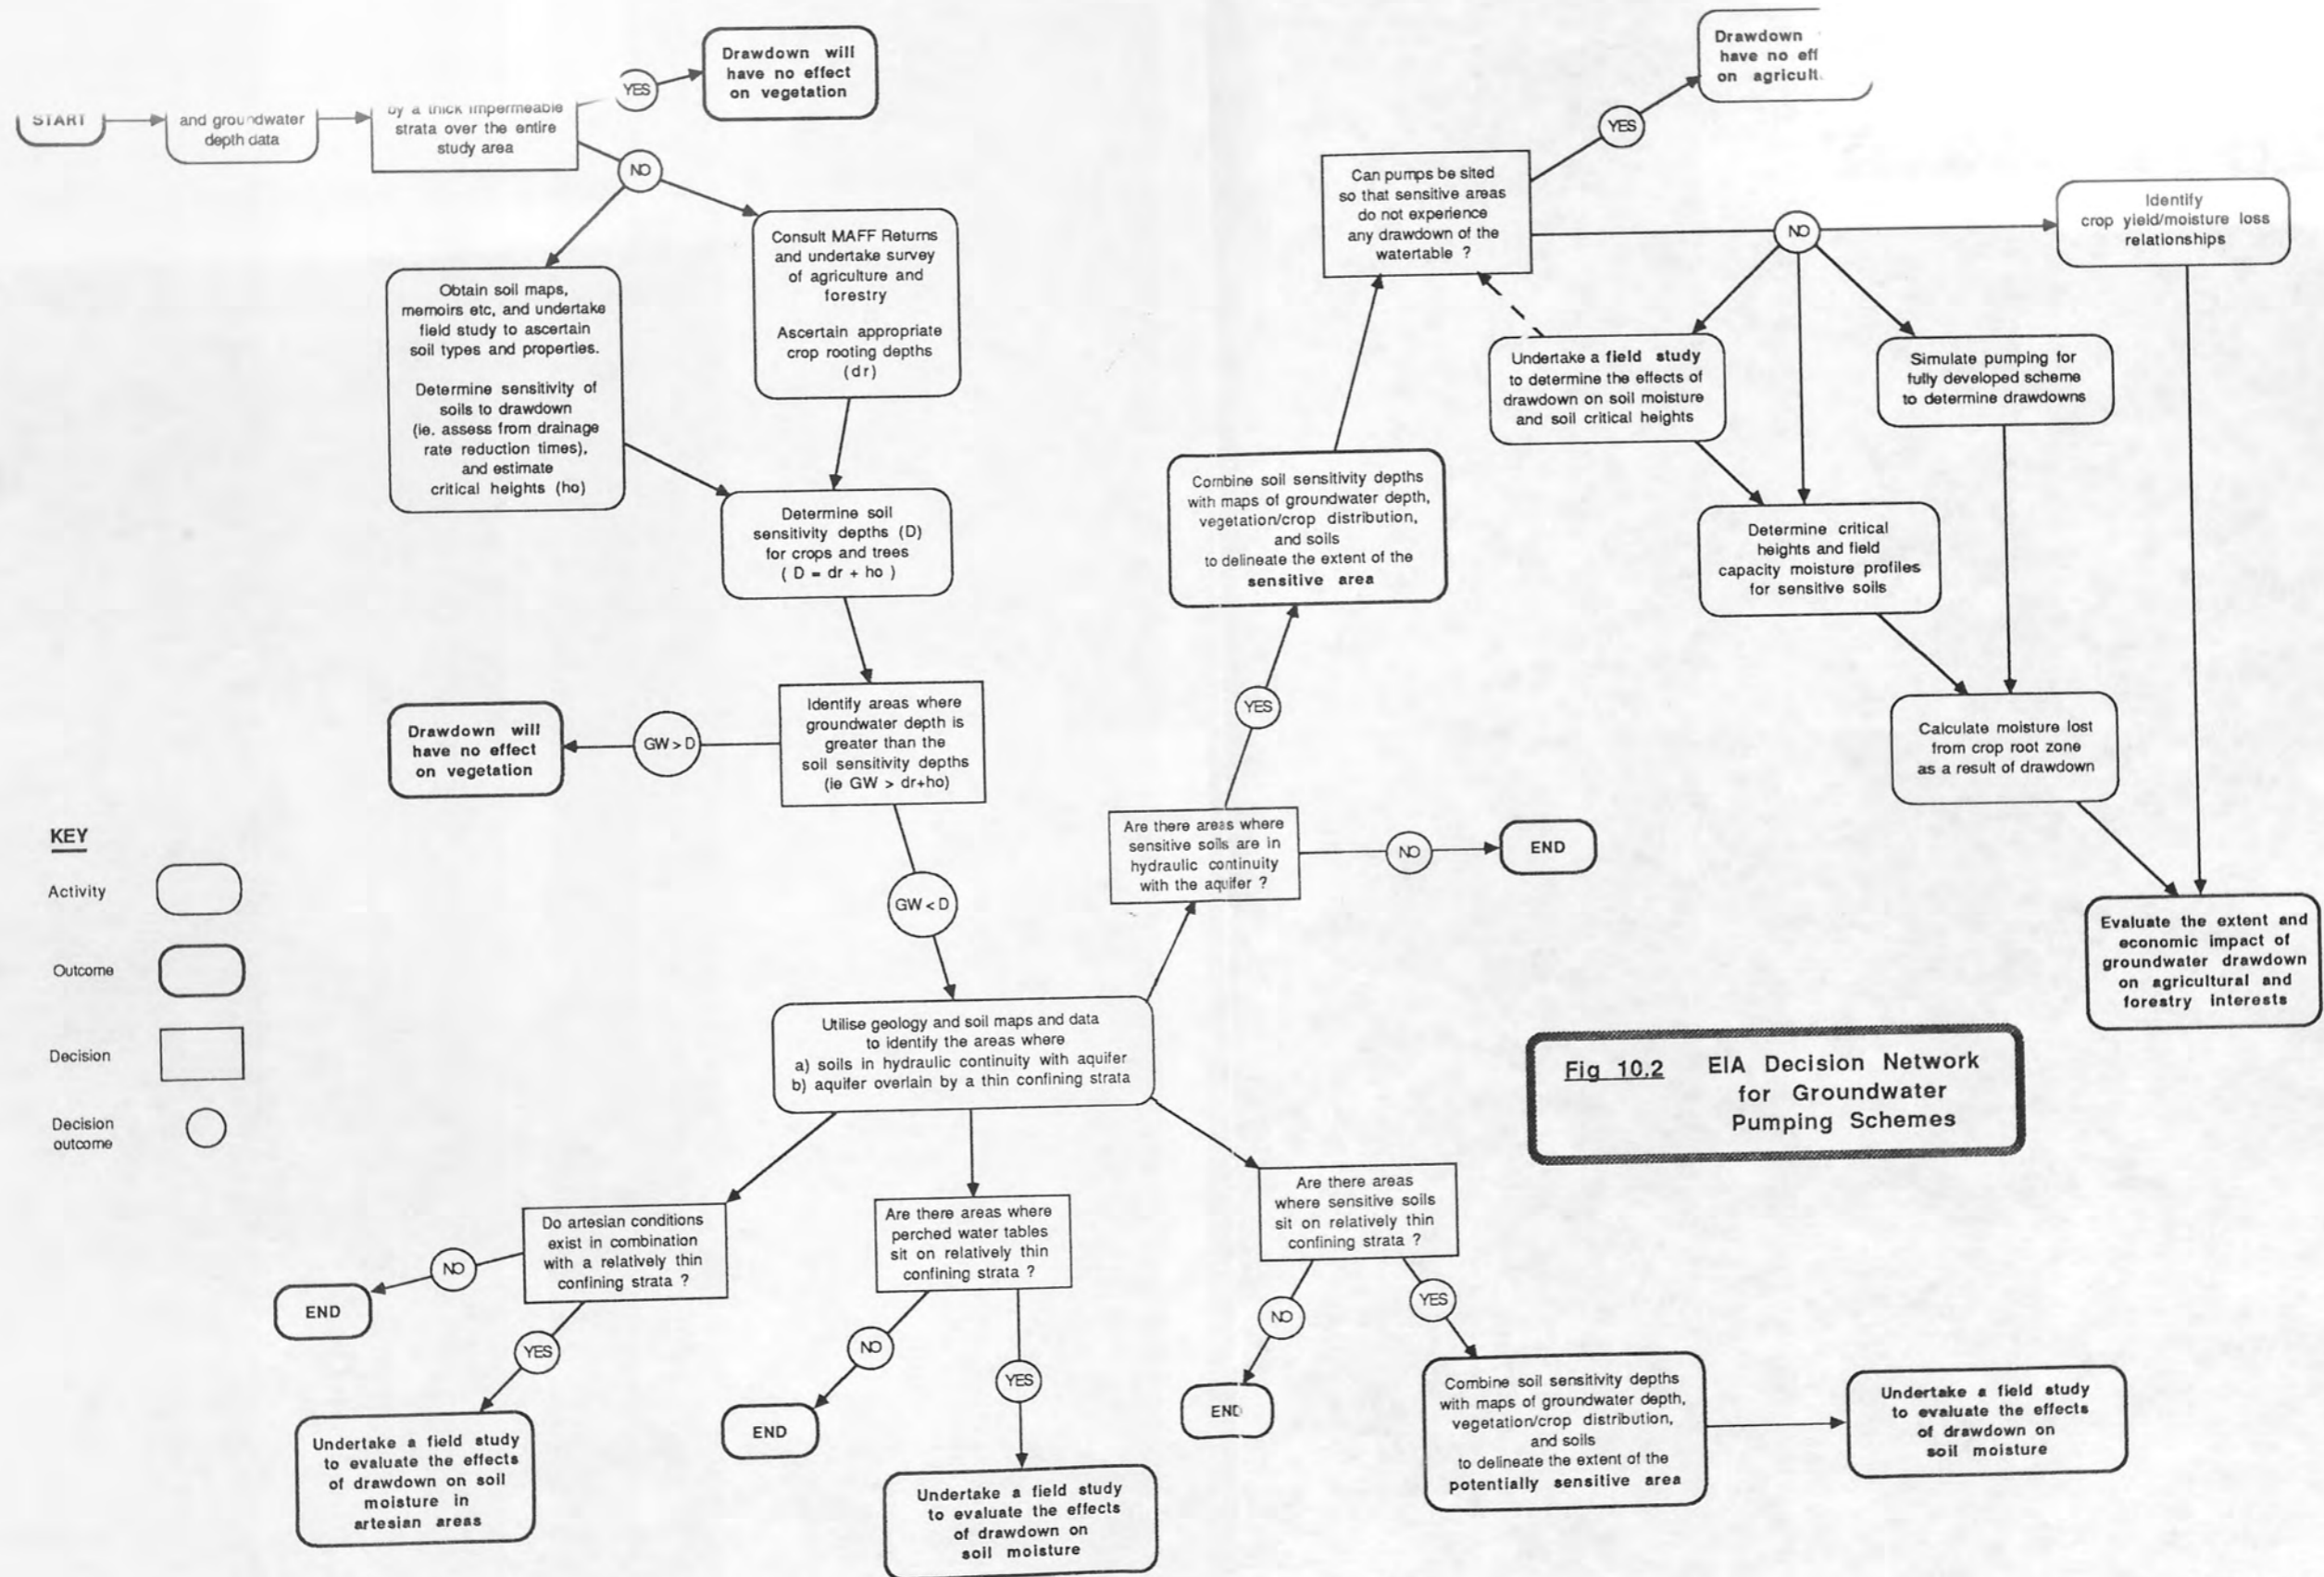 START
and groundwater
depth data
by a thick impermeable
strata over the entire
study area
YES
Drawdown will
have no effect
on vegetation
NO
Consult MAFF Returns
and undertake survey
of agriculture and
forestry
Ascertain appropriate
crop rooting depths
(dr)
Obtain soil maps,
memoirs etc, and undertake
field study to ascertain
soil types and properties.
Determine sensitivity of
soils to drawdown
(ie. assess from drainage
rate reduction times),
and estimate
critical heights (ho)
Determine soil
sensitivity depths (D)
for crops and trees
( D = dr + ho )
Identify areas where
groundwater depth is
greater than the
soil sensitivity depths
(ie GW > dr+ho)
GW > D
Drawdown will
have no effect
on vegetation
GW < D
Utilise geology and soil maps and data
to identify the areas where
a) soils in hydraulic continuity with aquifer
b) aquifer overlain by a thin confining strata
Do artesian conditions
exist in combination
with a relatively thin
confining strata ?
NO
END
YES
Undertake a field study
to evaluate the effects
of drawdown on soil
moisture in
artesian areas
Are there areas where
perched water tables
sit on relatively thin
confining strata ?
NO
END
YES
Undertake a field study
to evaluate the effects
of drawdown on
soil moisture
Are there areas
where sensitive soils
sit on relatively thin
confining strata ?
NO
END
YES
Combine soil sensitivity depths
with maps of groundwater depth,
vegetation/crop distribution,
and soils
to delineate the extent of the
potentially sensitive area
Undertake a field study
to evaluate the effects
of drawdown on
soil moisture
Are there areas where
sensitive soils are in
hydraulic continuity
with the aquifer ?
NO
END
YES
Combine soil sensitivity depths
with maps of groundwater depth,
vegetation/crop distribution,
and soils
to delineate the extent of the
sensitive area
Can pumps be sited
so that sensitive areas
do not experience
any drawdown of the
watertable ?
YES
Drawdown
have no
on
NO
Identify
crop yield/moisture loss
relationships
Undertake a field study
to determine the effects of
drawdown on soil moisture
and soil critical heights
Simulate pumping for
fully developed scheme
to determine drawdowns
Determine critical
heights and field
capacity moisture profiles
for sensitive soils
Calculate moisture lost
from crop root zone
as a result of drawdown
Evaluate the extent and
economic impact of
groundwater drawdown
on agricultural and
forestry interests
KEY
Activity
Outcome
Decision
Decision
outcome
Fig 10.2 EIA Decision Network
for Groundwater
Pumping Schemes